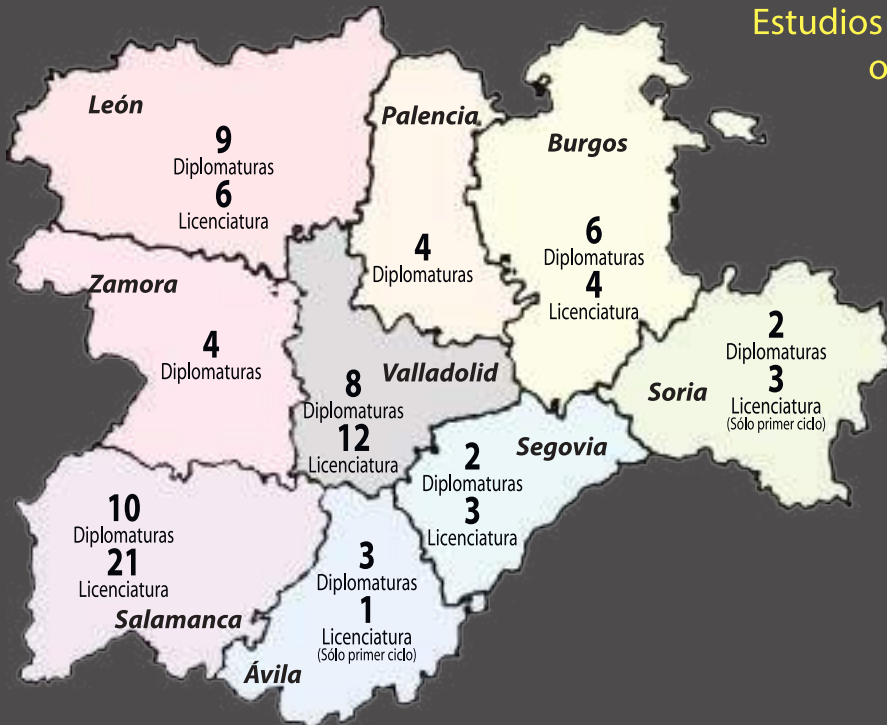 Estudios
o
León
9
Diplomaturas
6
Licenciatura
Palencia
4
Diplomaturas
Burgos
6
Diplomaturas
4
Licenciatura
Zamora
4
Diplomaturas
Valladolid
8
Diplomaturas
12
Licenciatura
Soria
2
Diplomaturas
3
Licenciatura
(Sólo primer ciclo)
Segovia
2
Diplomaturas
3
Licenciatura
10
Diplomaturas
21
Licenciatura
Salamanca
3
Diplomaturas
1
Licenciatura
(Sólo primer ciclo)
Ávila